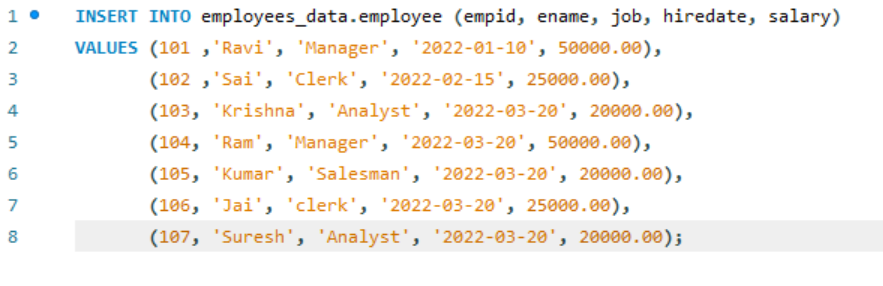 1 INSERT INTO employees_data.employee (empid, ename, job, hiredate, salary)
2 VALUES (101 ,'Ravi', 'Manager', '2022-01-10', 50000.00),
3 (102 ,'Sai', 'Clerk', '2022-02-15', 25000.00),
4 (103, 'Krishna', 'Analyst', '2022-03-20', 20000.00),
5 (104, 'Ram', 'Manager', '2022-03-20', 50000.00),
6 (105, 'Kumar', 'Salesman', '2022-03-20', 20000.00),
7 (106, 'Jai', 'clerk', '2022-03-20', 25000.00),
8 (107, 'Suresh', 'Analyst', '2022-03-20', 20000.00);